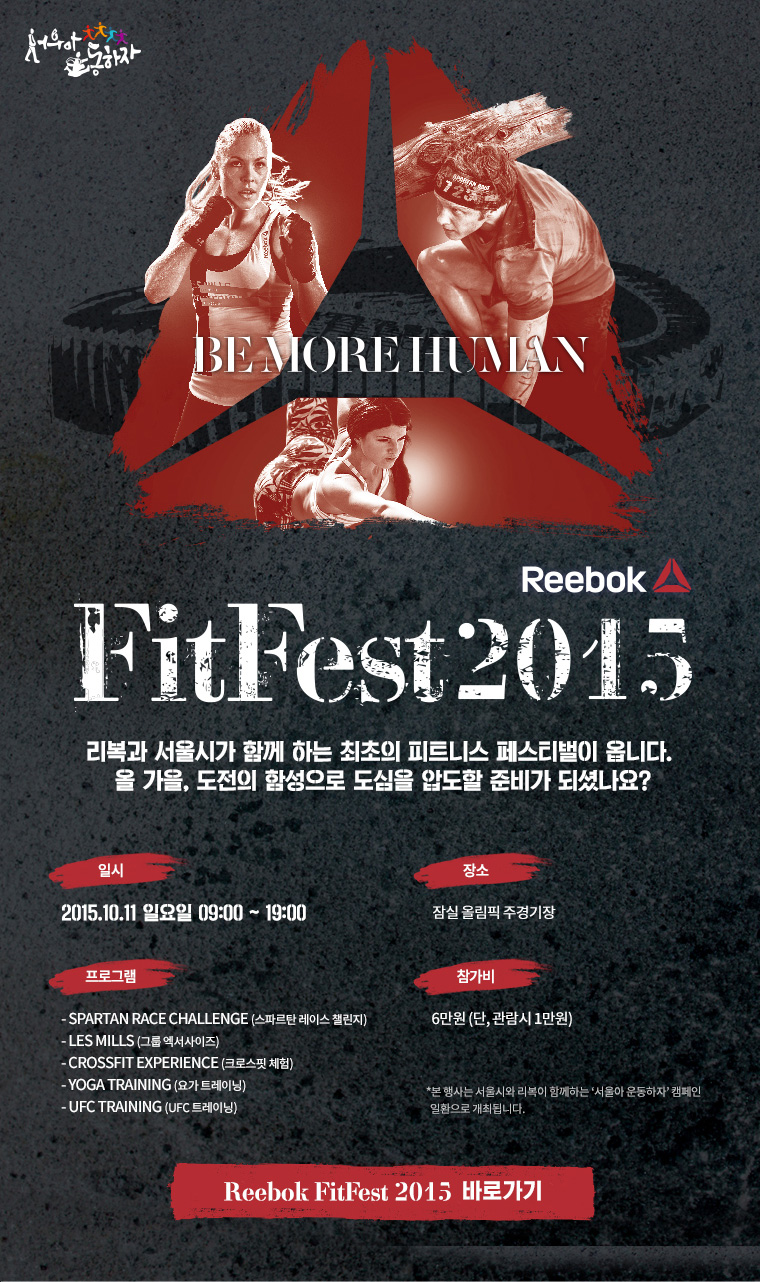 서울아
운동하자
SPARTAN RACE
123
Reebok
BE MORE HUMAN
Reebok
FitFest 2015
리복과 서울시가 함께 하는 최초의 피트니스 페스티벌이 옵니다.
올 가을, 도전의 함성으로 도심을 압도할 준비가 되셨나요?
일시
2015.10.11 일요일 09:00 ~ 19:00
장소
잠실 올림픽 주경기장
프로그램
- SPARTAN RACE CHALLENGE (스파르탄 레이스 챌린지)
- LES MILLS (그룹 엑서사이즈)
- CROSSFIT EXPERIENCE (크로스핏 체험)
- YOGA TRAINING (요가 트레이닝)
- UFC TRAINING (UFC 트레이닝)
참가비
6만원 (단, 관람시 1만원)
*본 행사는 서울시와 리복이 함께하는 ‘서울아 운동하자’ 캠페인
일환으로 개최됩니다.
Reebok FitFest 2015 바로가기